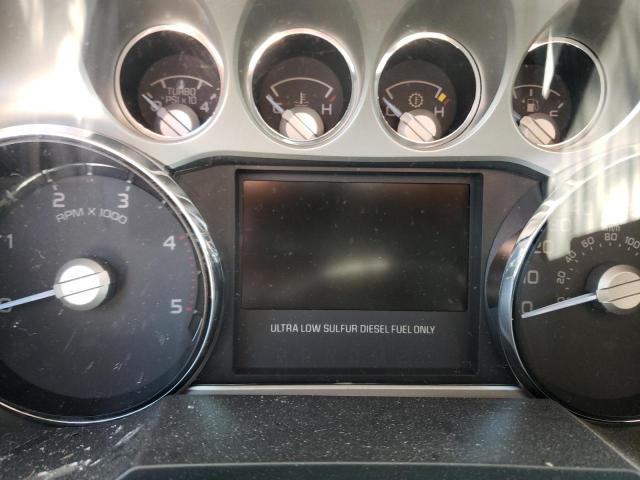 TURBO
PSI x 10
4
H
H
2 3
RPM X 1000
1 4
0 5
ULTRA LOW SULFUR DIESEL FUEL ONLY
20 40 60 80 100
0